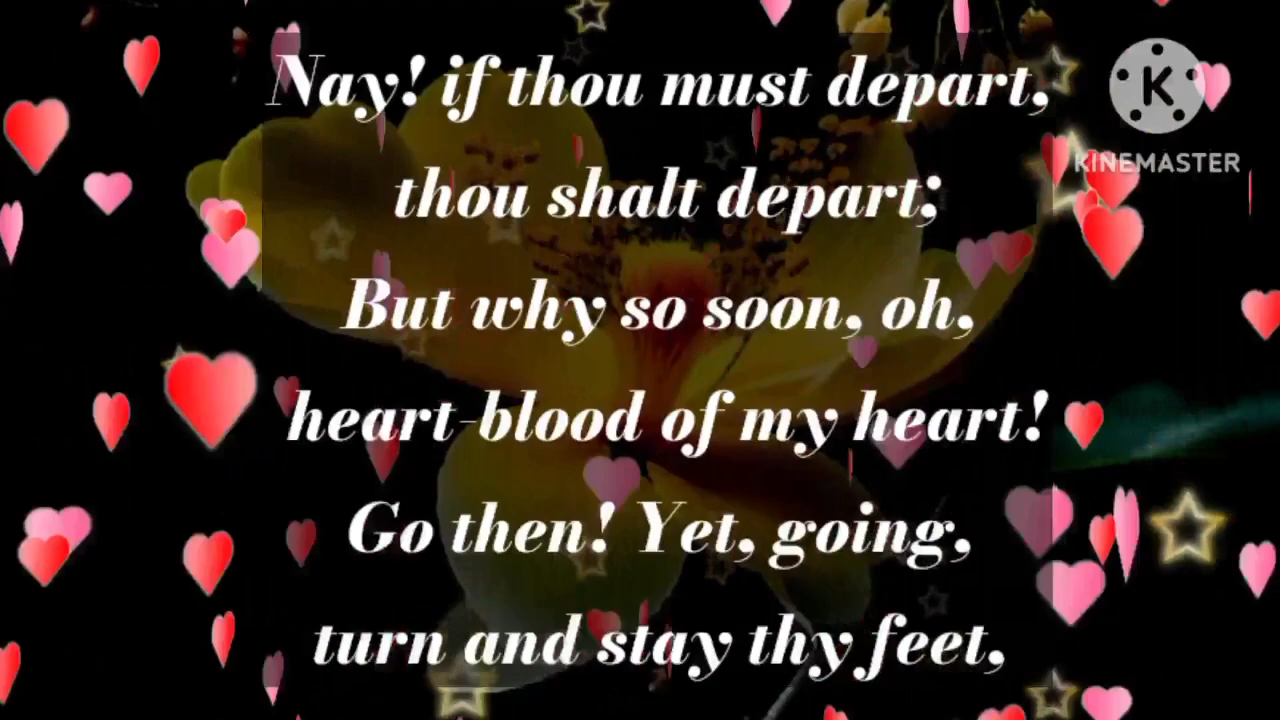 Nay! if thou must depart,
thou shalt depart;
But why so soon, oh,
heart-blood of my heart!
Go then! Yet, going,
turn and stay thy feet,
K
KINEMASTER